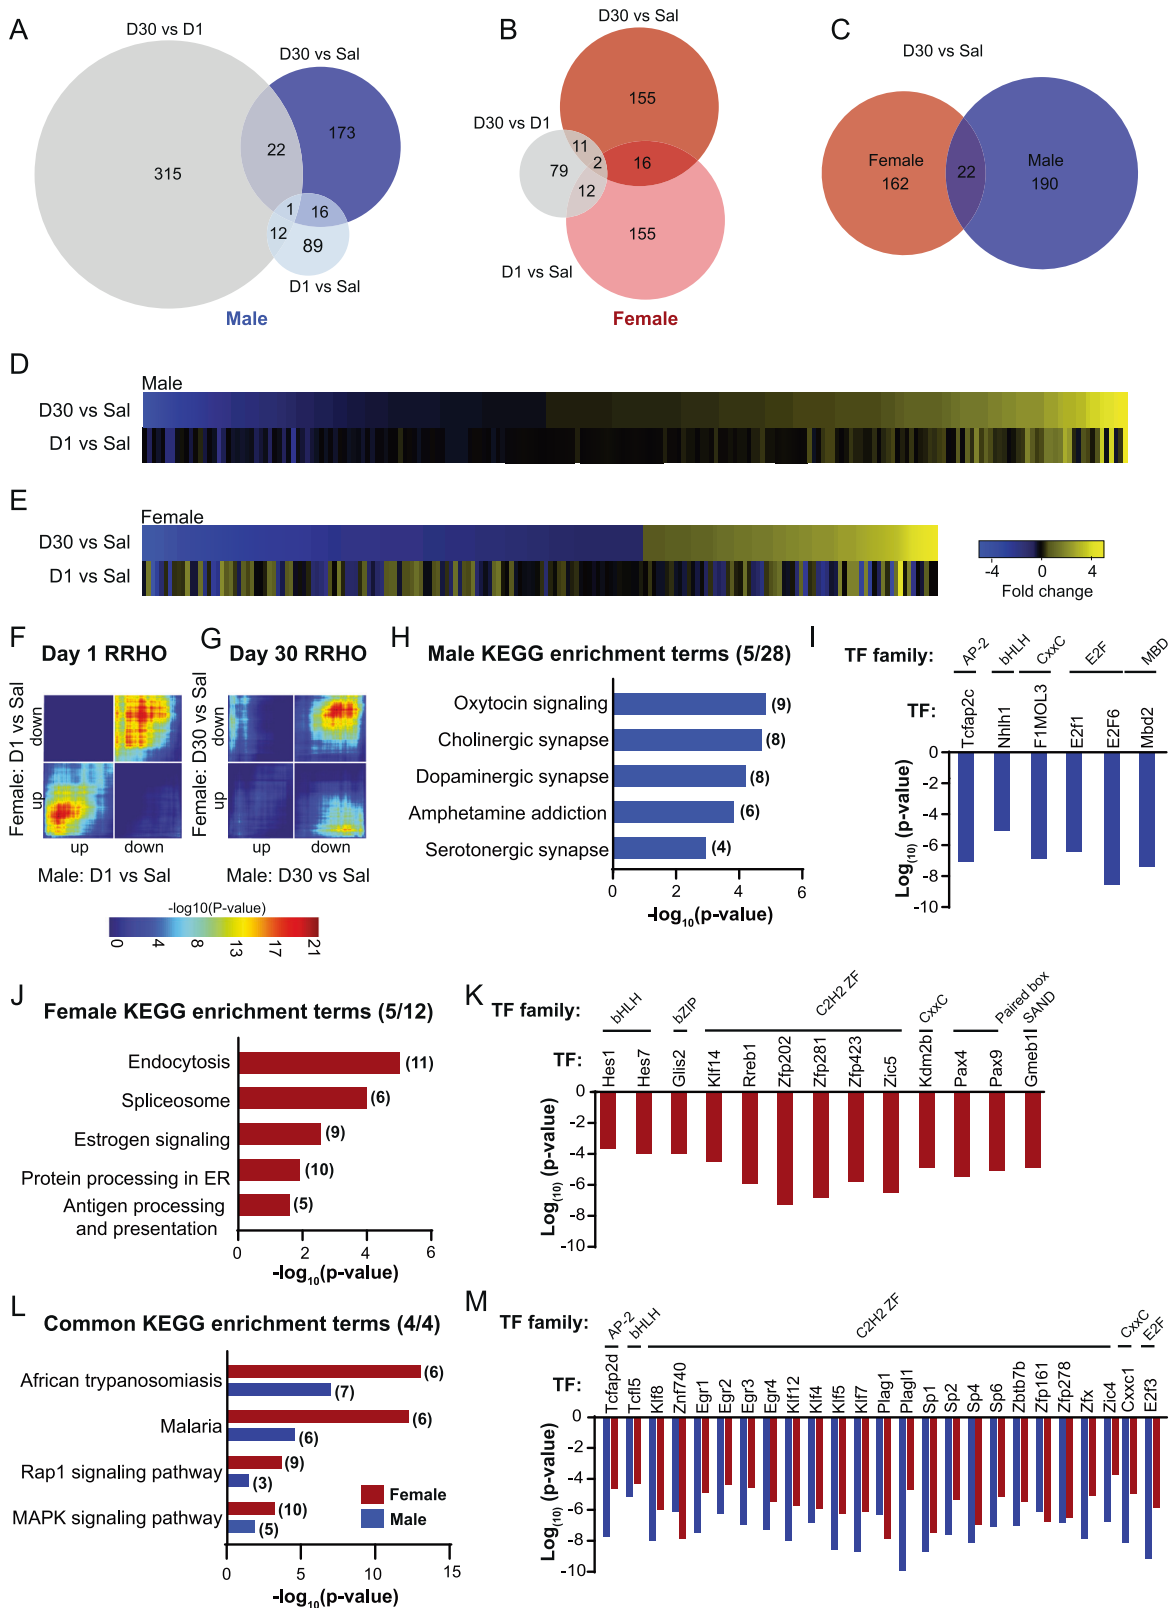 A
D30 vs D1
D30 vs Sal
315
22
173
1
16
12
89
D1 vs Sal
Male
B
D30 vs Sal
155
D30 vs D1
11
2
16
79
12
155
D1 vs Sal
Female
C
D30 vs Sal
Female
162
22
Male
190
D
Male
D30 vs Sal
D1 vs Sal
E
Female
D30 vs Sal
D1 vs Sal
-4 0 4
Fold change
F
Day 1 RRHO
Female: D1 vs Sal
down
up
up down
Male: D1 vs Sal
G
Day 30 RRHO
Female: D30 vs Sal
down
up
up down
Male: D30 vs Sal
-log10(P-value)
0 4 8 13 17 21
H
Male KEGG enrichment terms (5/28)
Oxytocin signaling (9)
Cholinergic synapse (8)
Dopaminergic synapse (8)
Amphetamine addiction (6)
Serotonergic synapse (4)
0 2 4 6
-log10(p-value)
I
TF family: AP-2 bHLH CxxC E2F MBD
TF: Tcfap2c Nhlh1 F1MOL3 E2f1 E2F6 Mbd2
0
-2
-4
-6
-8
-10
Log(10) (p-value)
J
Female KEGG enrichment terms (5/12)
Endocytosis (11)
Spliceosome (6)
Estrogen signaling (9)
Protein processing in ER (10)
Antigen processing
and presentation (5)
0 2 4 6
-log10(p-value)
K
TF family: bHLH bZIP C2H2 ZF CxxC Paired box SAND
TF: Hes1 Hes7 Glis2 Klf14 Rreb1 Zfp202 Zfp281 Zfp423 Zic5 Kdm2b Pax4 Pax9 Gmeb1
0
-2
-4
-6
-8
-10
Log(10) (p-value)
L
Common KEGG enrichment terms (4/4)
African trypanosomiasis (6) (7)
Malaria (6) (6)
Rap1 signaling pathway (9) (3)
MAPK signaling pathway (10) (5)
Female
Male
0 5 10 15
-log10(p-value)
M
TF family: AP-2 bHLH C2H2 ZF CxxC E2F
TF: Tcfap2d Tcfl5 Klf8 Znf740 Egr1 Egr2 Egr3 Egr4 Klf12 Klf4 Klf5 Klf7 Plag1 Plagl1 Sp1 Sp2 Sp4 Sp6 Zbtb7b Zfp161 Zfp278 Zfx Zic4 Cxxc1 E2f3
0
-2
-4
-6
-8
-10
Log(10) (p-value)